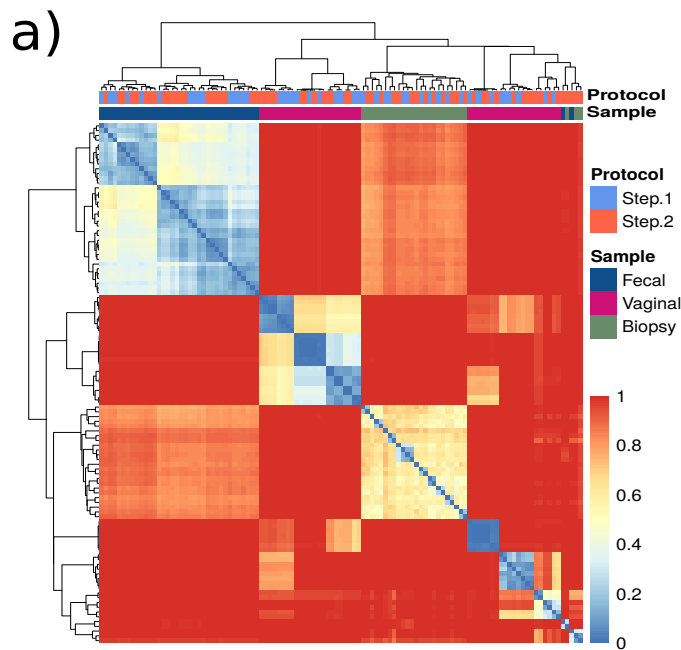 a)
Protocol
Sample
Protocol
Step.1
Step.2
Sample
Fecal
Vaginal
Biopsy
1
0.8
0.6
0.4
0.2
0